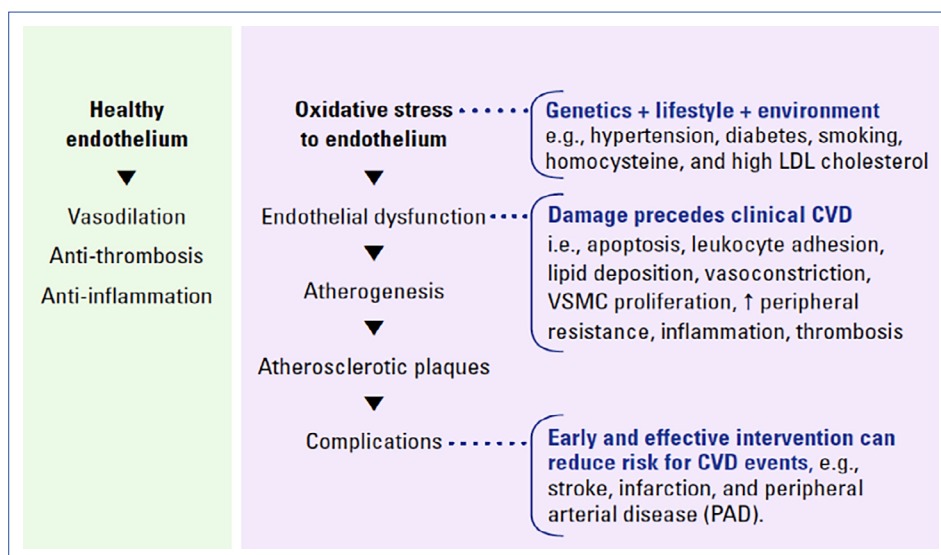 Healthy
endothelium
▼
Vasodilation
Anti-thrombosis
Anti-inflammation
Oxidative stress
to endothelium
▼
Endothelial dysfunction
▼
Atherogenesis
▼
Atherosclerotic plaques
▼
Complications
Genetics + lifestyle + environment
e.g., hypertension, diabetes, smoking,
homocysteine, and high LDL cholesterol
Damage precedes clinical CVD
i.e., apoptosis, leukocyte adhesion,
lipid deposition, vasoconstriction,
VSMC proliferation, ↑ peripheral
resistance, inflammation, thrombosis
Early and effective intervention can
reduce risk for CVD events, e.g.,
stroke, infarction, and peripheral
arterial disease (PAD).